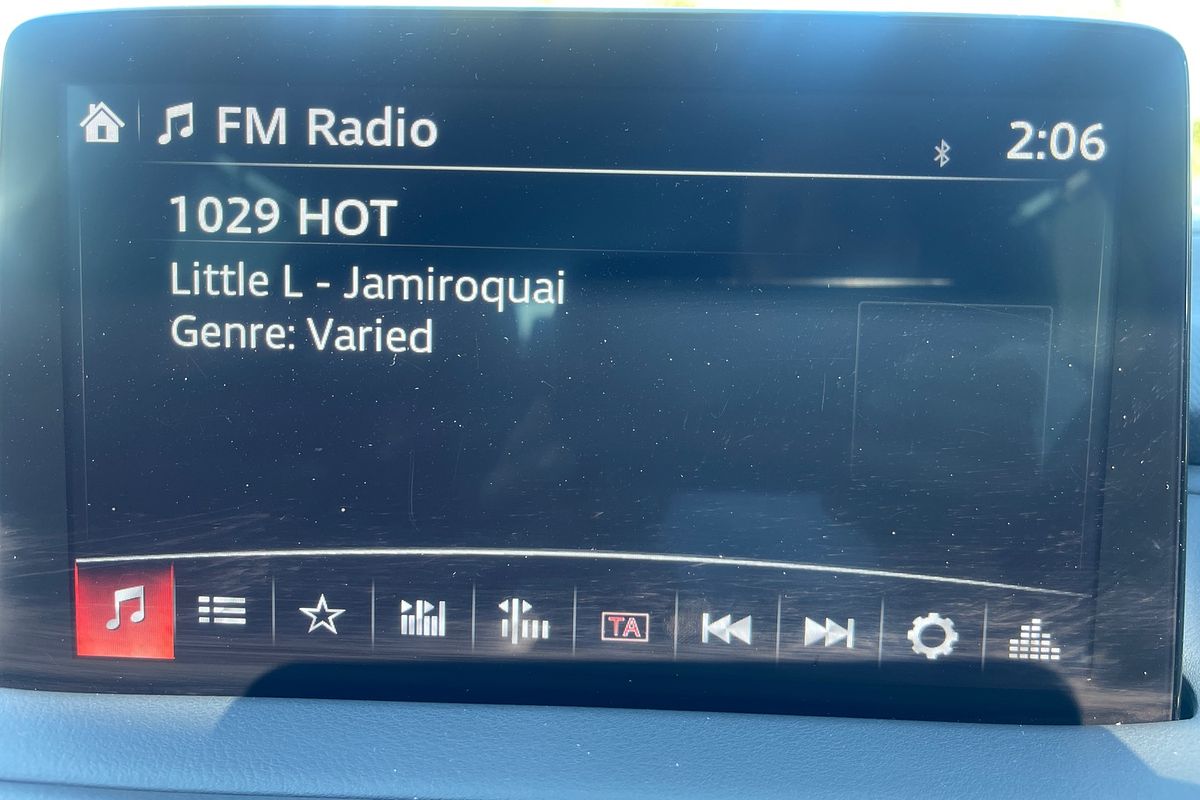 FM Radio
2:06
1029 HOT
Little L - Jamiroquai
Genre: Varied
TA